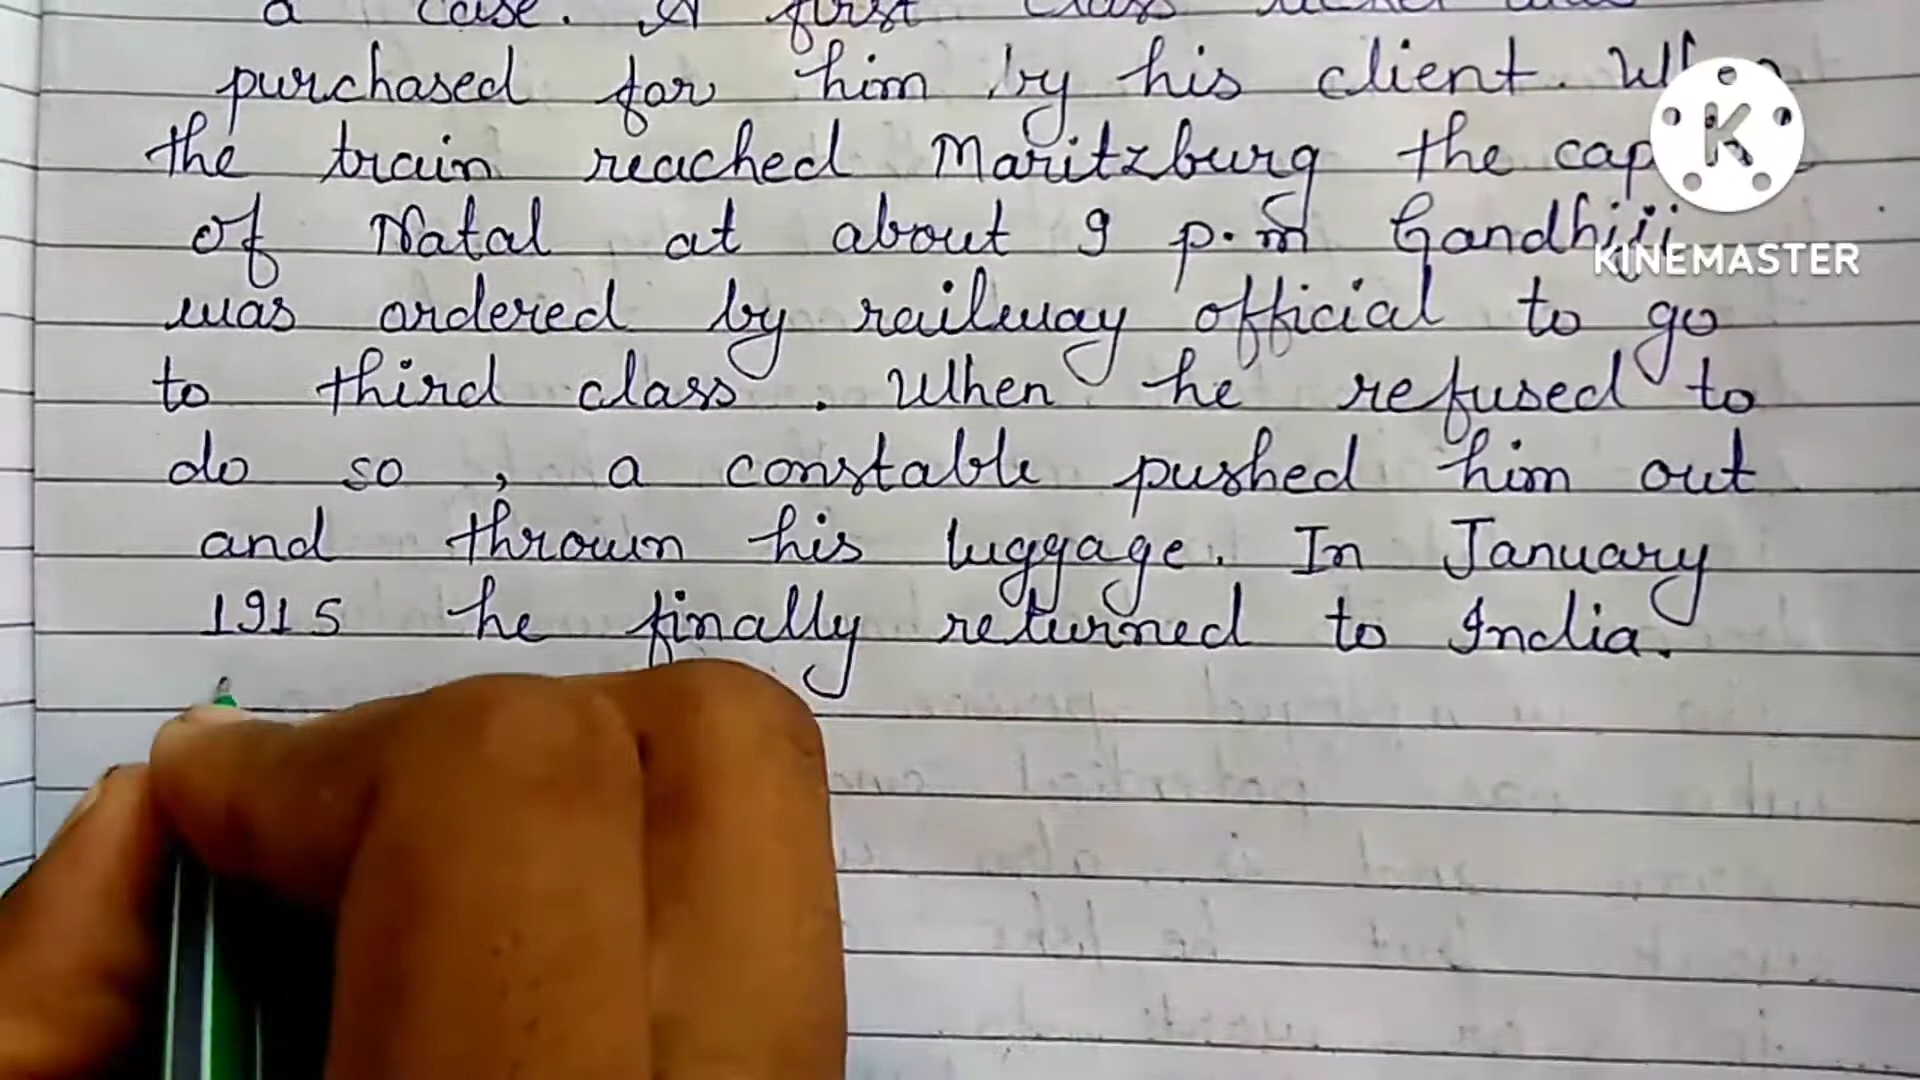 a case. A first class
purchased for him by his client.
the train reached Maritzburg the
of Natal at about 9 p.m Gandhiji
was ordered by railway official to go
to third class. When he refused to
do so, a constable pushed him out
and thrown his luggage. In January
1915 he finally returned to India.
K
KINEMASTER